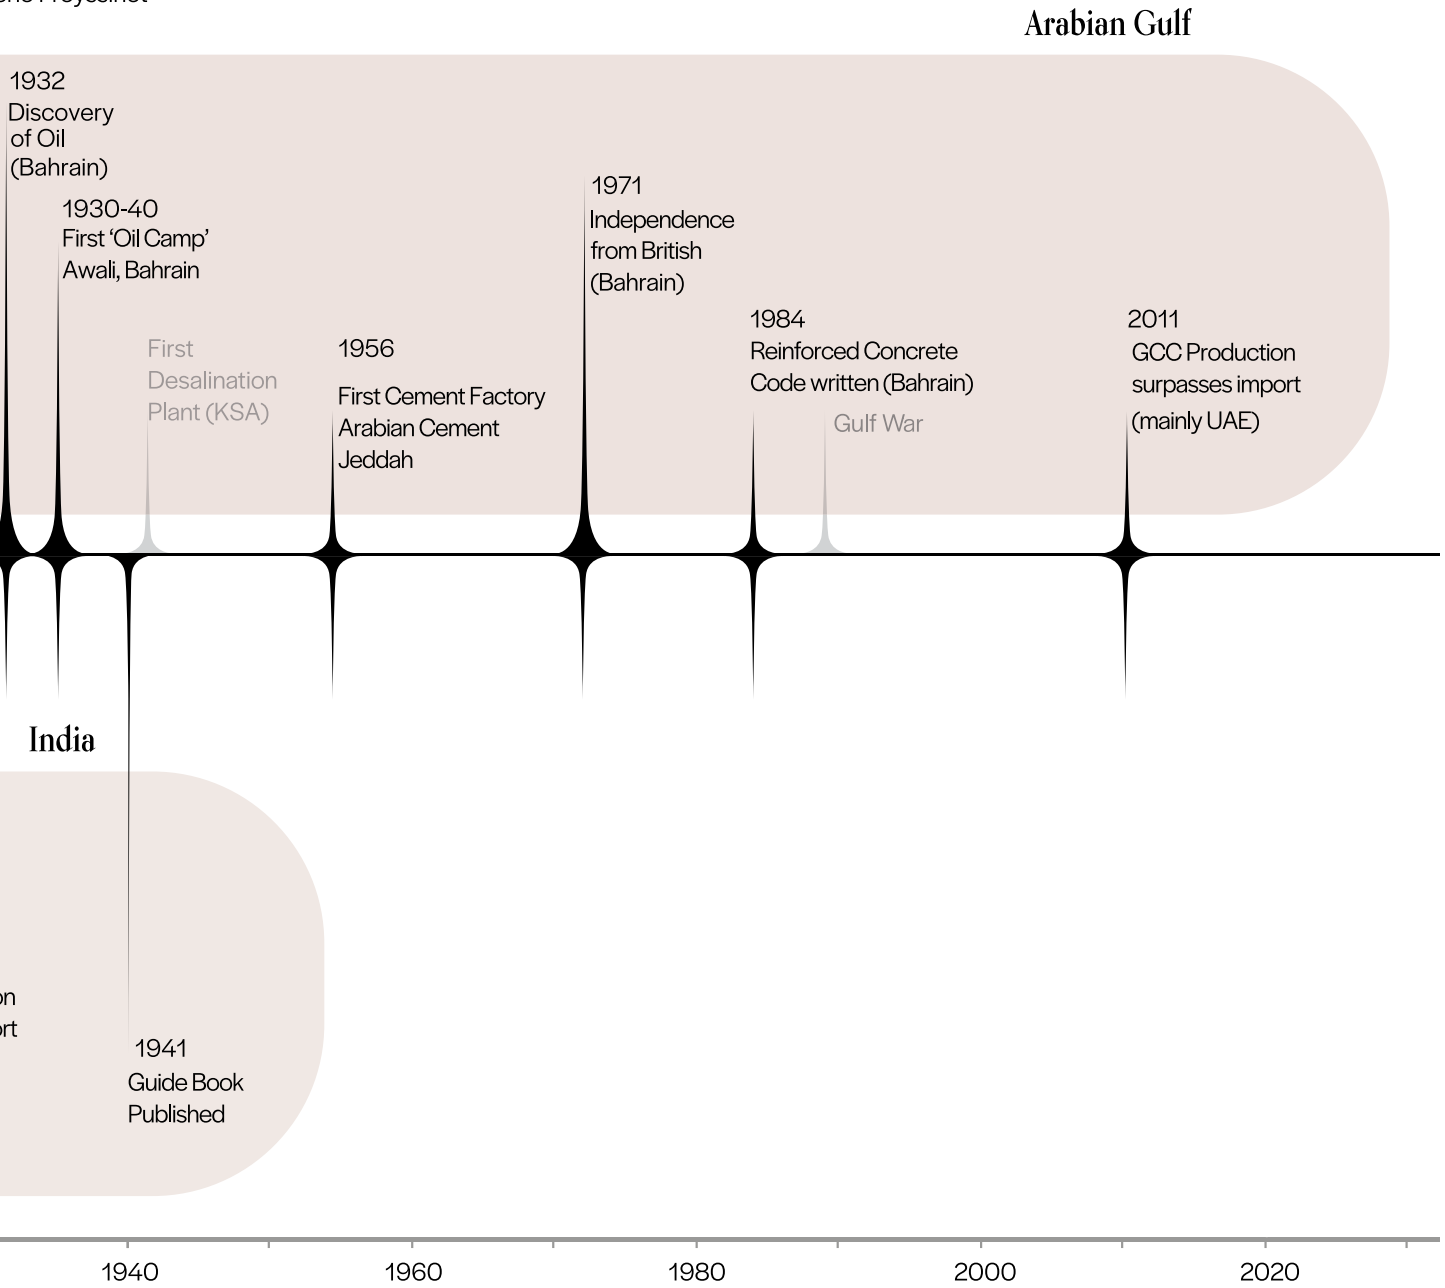 Arabian Gulf
1932
Discovery
of Oil
(Bahrain)
1930-40
First ‘Oil Camp’
Awali, Bahrain
First
Desalination
Plant (KSA)
1956
First Cement Factory
Arabian Cement
Jeddah
1971
Independence
from British
(Bahrain)
1984
Reinforced Concrete
Code written (Bahrain)
Gulf War
2011
GCC Production
surpasses import
(mainly UAE)
India
1941
Guide Book
Published
1940 1960 1980 2000 2020